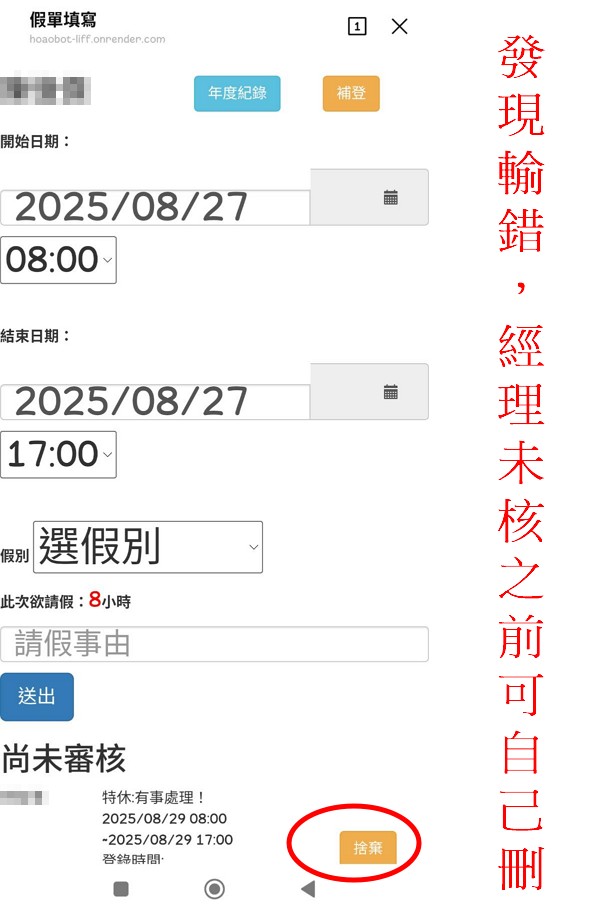 假單填寫
hoaobot-liff.onrender.com
1
年度紀錄
補登
開始日期：
2025/08/27
08:00
結束日期：
2025/08/27
17:00
假別 選假別
此次欲請假：8小時
請假事由
送出
尚未審核
特休:有事處理！
2025/08/29 08:00
~2025/08/29 17:00
登錄時間:
捨棄
發現輸錯，經理未核之前可自己刪